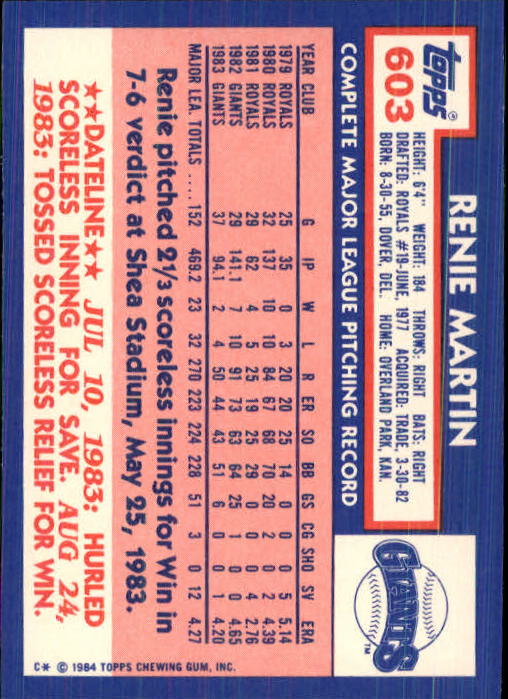 topps®
603
RENIE MARTIN
HEIGHT: 6'4" WEIGHT: 184 THROWS: RIGHT BATS: RIGHT
DRAFTED: ROYALS #19-JUNE, 1977 ACQUIRED: TRADE, 3-30-82
BORN: 8-30-55, DOVER, DEL. HOME: OVERLAND PARK, KAN.
GIANTS
TM
COMPLETE MAJOR LEAGUE PITCHING RECORD
YEAR CLUB G IP W L R ER SO BB GS CG SHO SV ERA
1979 ROYALS 25 35 0 3 20 20 25 14 0 0 0 5 5.14
1980 ROYALS 32 137 10 10 84 67 68 70 20 2 0 2 4.39
1981 ROYALS 29 62 4 5 25 19 25 29 0 0 0 4 2.76
1982 GIANTS 29 141.1 7 10 91 73 63 64 25 1 0 0 4.65
1983 GIANTS 37 94.1 2 4 50 44 43 51 6 0 0 1 4.20
MAJOR LEA. TOTALS .... 152 469.2 23 32 270 223 224 228 51 3 0 12 4.27
Renie pitched 2⅓ scoreless innings for Win in
7-6 verdict at Shea Stadium, May 25, 1983.
★★DATELINE★★ JUL 10, 1983: HURLED
SCORELESS INNING FOR SAVE. AUG 24,
1983: TOSSED SCORELESS RELIEF FOR WIN.
C* © 1984 TOPPS CHEWING GUM, INC.